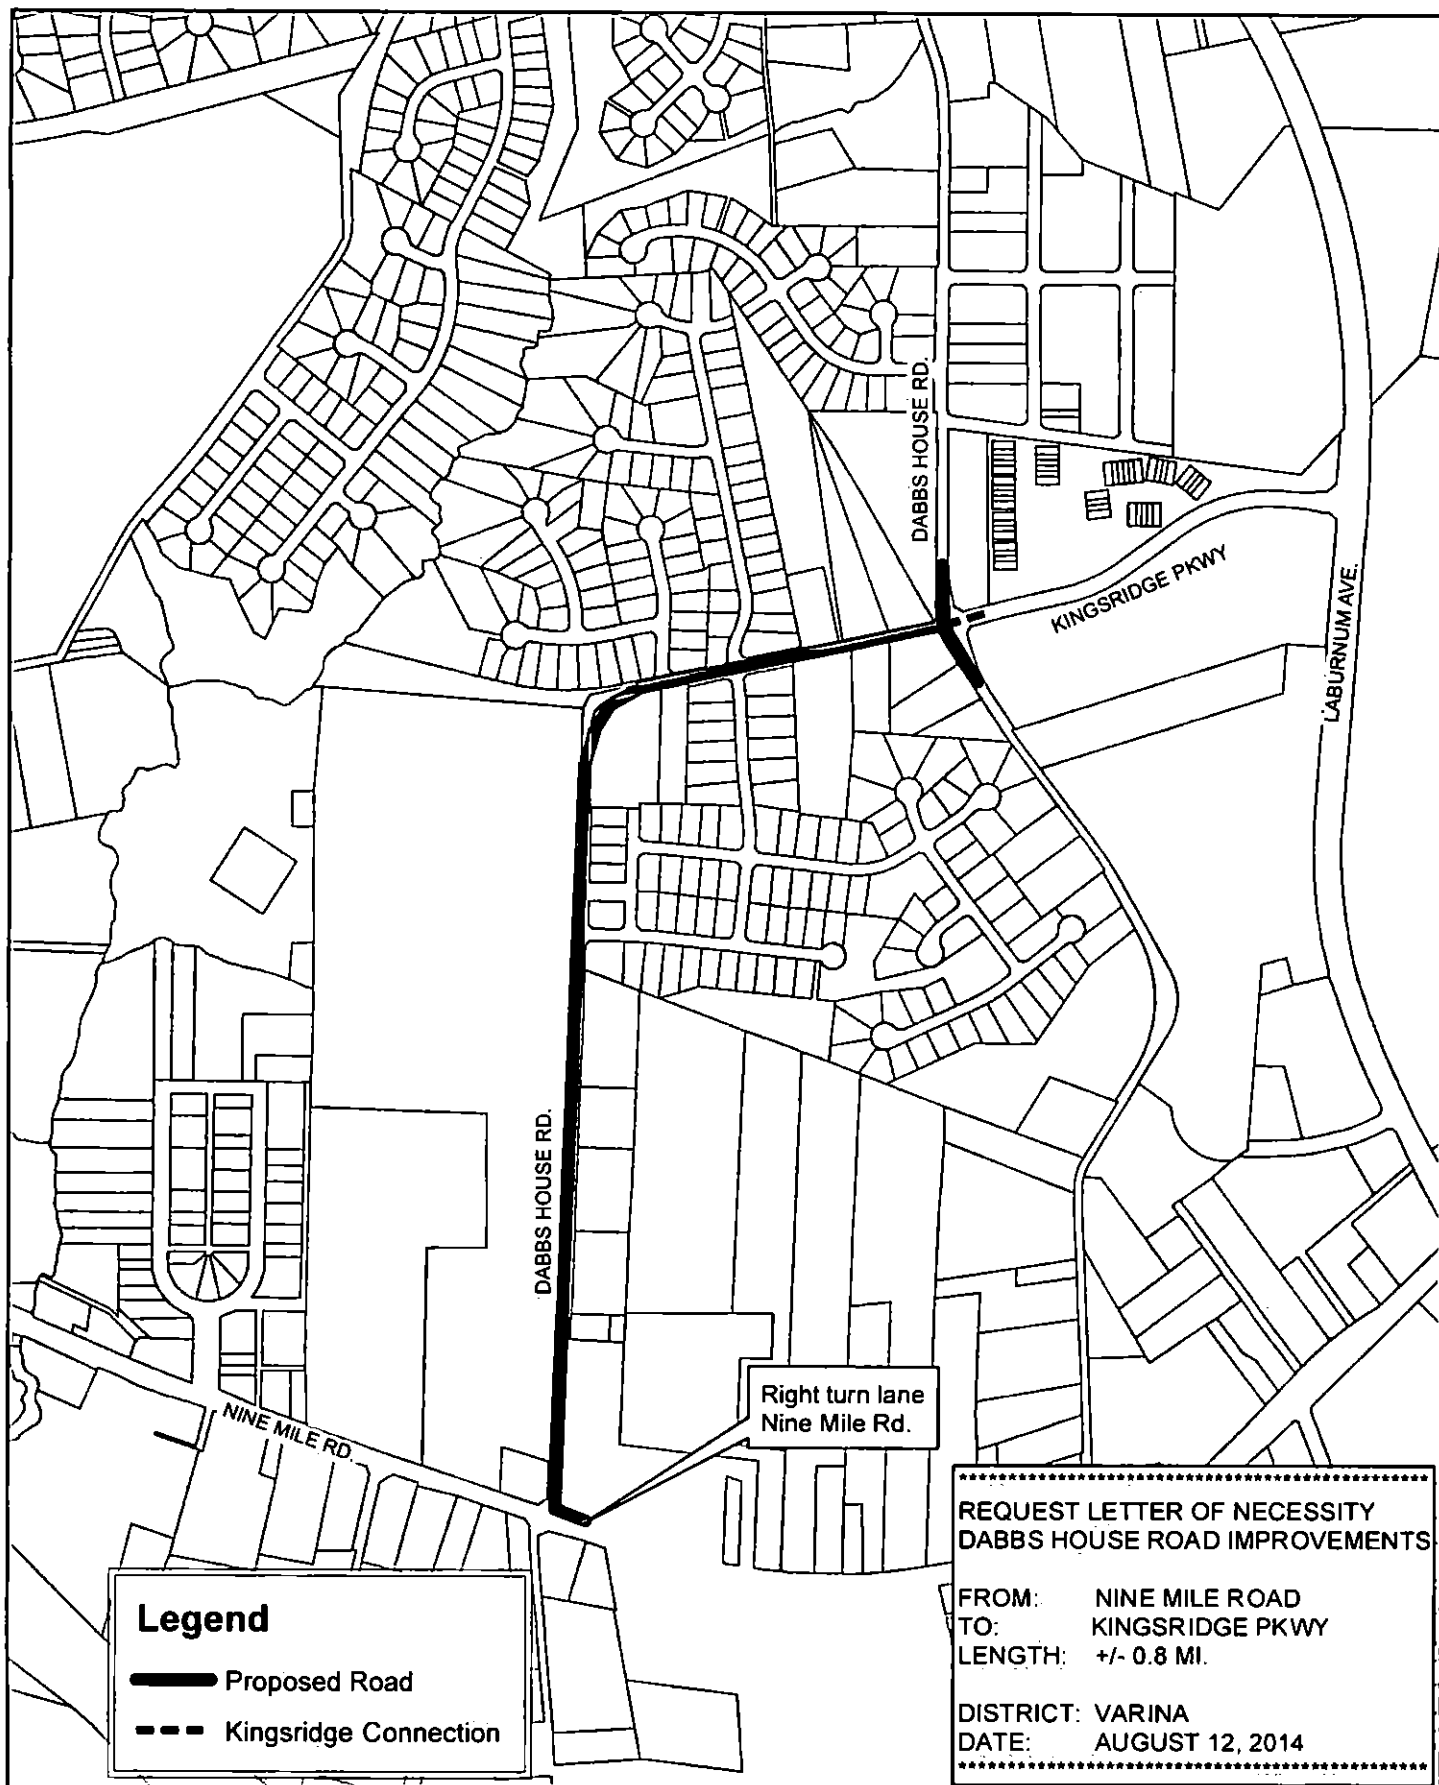 DABBS HOUSE RD.
KINGSRIDGE PKWY
LABURNUM AVE.
DABBS HOUSE RD.
Right turn lane
Nine Mile Rd.
NINE MILE RD.
Legend
Proposed Road
Kingsridge Connection
REQUEST LETTER OF NECESSITY
DABBS HOUSE ROAD IMPROVEMENTS
FROM: NINE MILE ROAD
TO: KINGSRIDGE PKWY
LENGTH: +/- 0.8 MI.
DISTRICT: VARINA
DATE: AUGUST 12, 2014